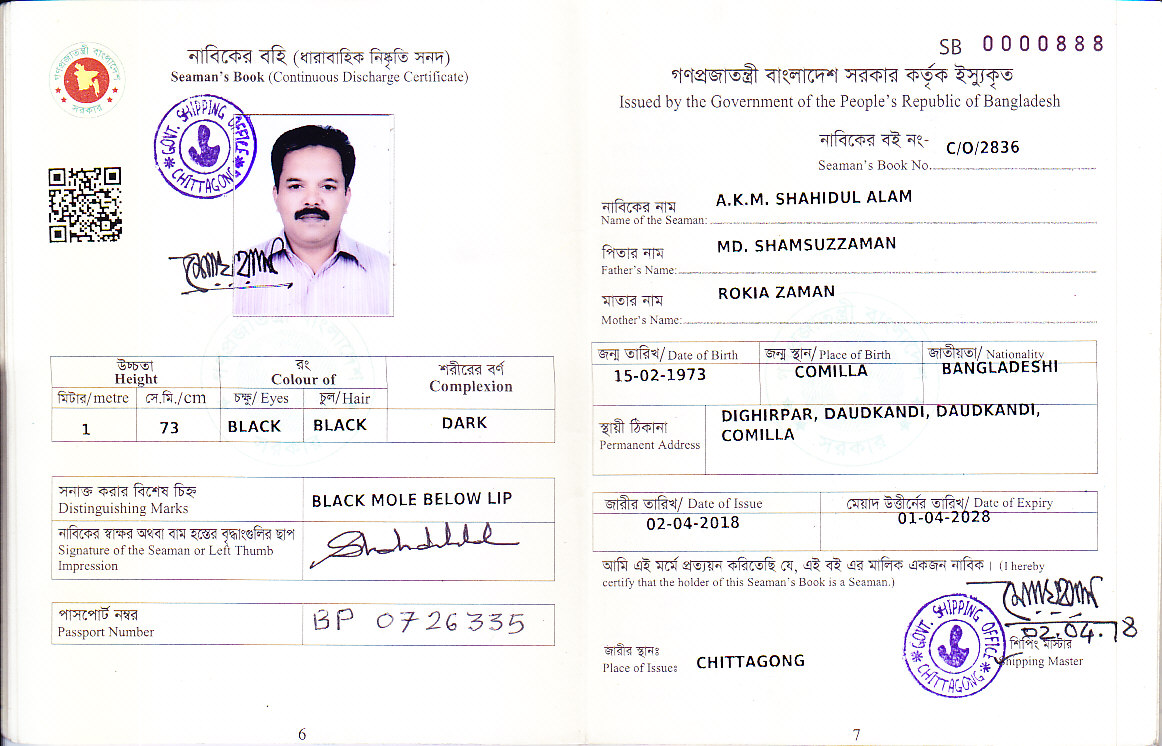 নাবিকের বহি (ধারাবাহিক নিষ্কৃতি সনদ)
Seaman's Book (Continuous Discharge Certificate)
গণপ্রজাতন্ত্রী বাংলাদেশ
সরকার
GOVT. SHIPPING OFFICE
CHITTAGONG
উচ্চতা
Height
রং
Colour of
শরীরের বর্ণ
Complexion
মিটার/metre
সে.মি./cm
চক্ষু/ Eyes
চুল/ Hair
1
73
BLACK
BLACK
DARK
সনাক্ত করার বিশেষ চিহ্ন
Distinguishing Marks
BLACK MOLE BELOW LIP
নাবিকের স্বাক্ষর অথবা বাম হস্তের বৃদ্ধাংগুলির ছাপ
Signature of the Seaman or Left Thumb
Impression
পাসপোর্ট নম্বর
Passport Number
BP 0726335
6
SB 0000888
গণপ্রজাতন্ত্রী বাংলাদেশ সরকার কর্তৃক ইস্যুকৃত
Issued by the Government of the People's Republic of Bangladesh
নাবিকের বই নং-
Seaman's Book No.
C/O/2836
নাবিকের নাম
Name of the Seaman:
A.K.M. SHAHIDUL ALAM
পিতার নাম
Father's Name:
MD. SHAMSUZZAMAN
মাতার নাম
Mother's Name:
ROKIA ZAMAN
জন্ম তারিখ/ Date of Birth
জন্ম স্থান/ Place of Birth
জাতীয়তা/ Nationality
15-02-1973
COMILLA
BANGLADESHI
স্থায়ী ঠিকানা
Permanent Address
DIGHIRPAR, DAUDKANDI, DAUDKANDI,
COMILLA
জারীর তারিখ/ Date of Issue
মেয়াদ উত্তীর্নের তারিখ/ Date of Expiry
02-04-2018
01-04-2028
আমি এই মর্মে প্রত্যয়ন করিতেছি যে, এই বই এর মালিক একজন নাবিক। (I hereby
certify that the holder of this Seaman's Book is a Seaman.)
GOVT. SHIPPING OFFICE
CHITTAGONG
02.04.18
জারীর স্থানঃ
Place of Issue:
CHITTAGONG
শিপিং মাস্টার
Shipping Master
7